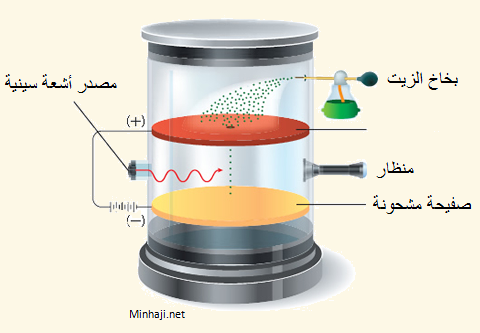 بخاخ الزيت
مصدر أشعة سينية
(+)
منظار
صفيحة مشحونة
(−)
Minhaji.net